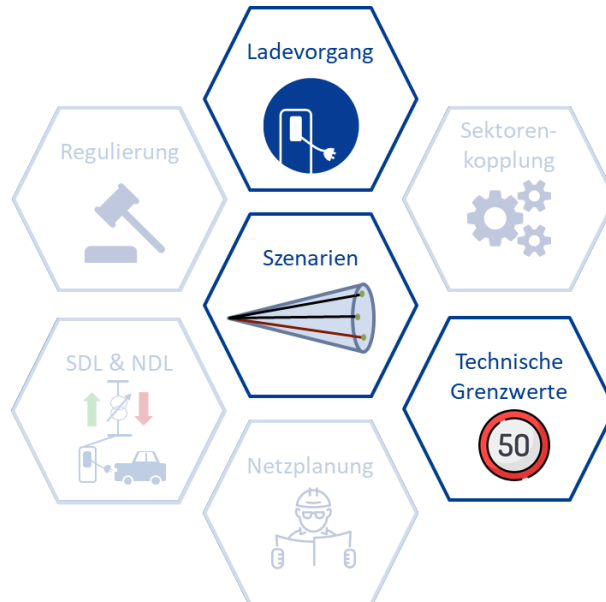 Ladevorgang
Regulierung
Sektoren-
kopplung
Szenarien
SDL & NDL
Technische
Grenzwerte
50
Netzplanung